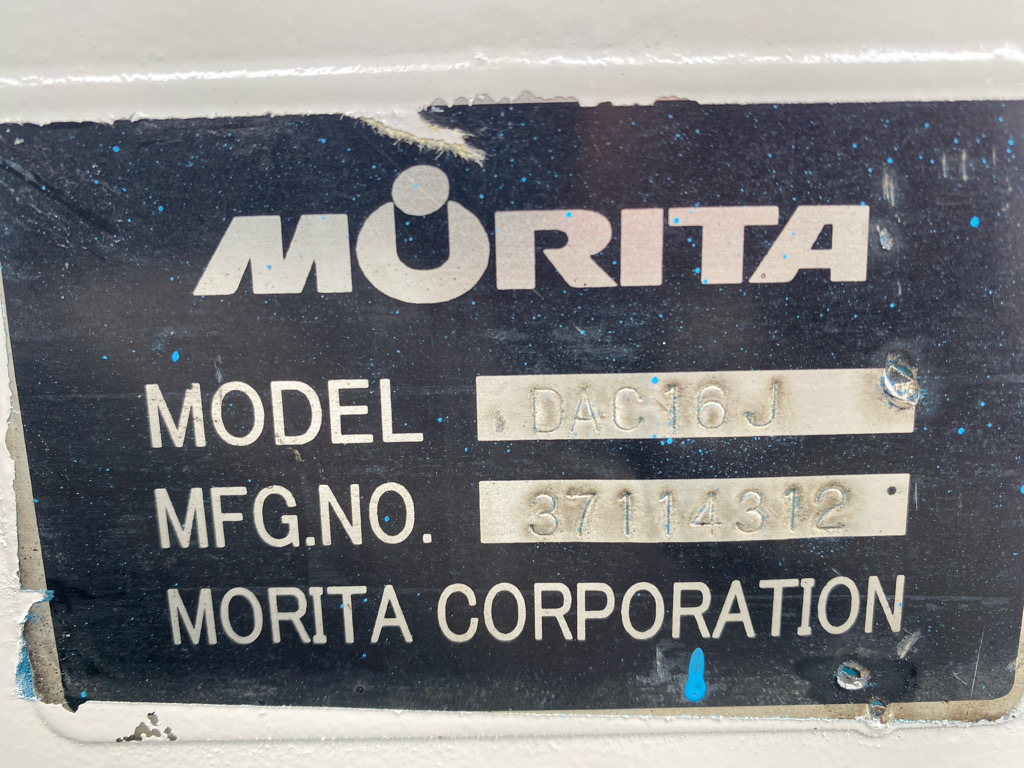 MORITA
MODEL DAC16J
MFG.NO. 37114312
MORITA CORPORATION